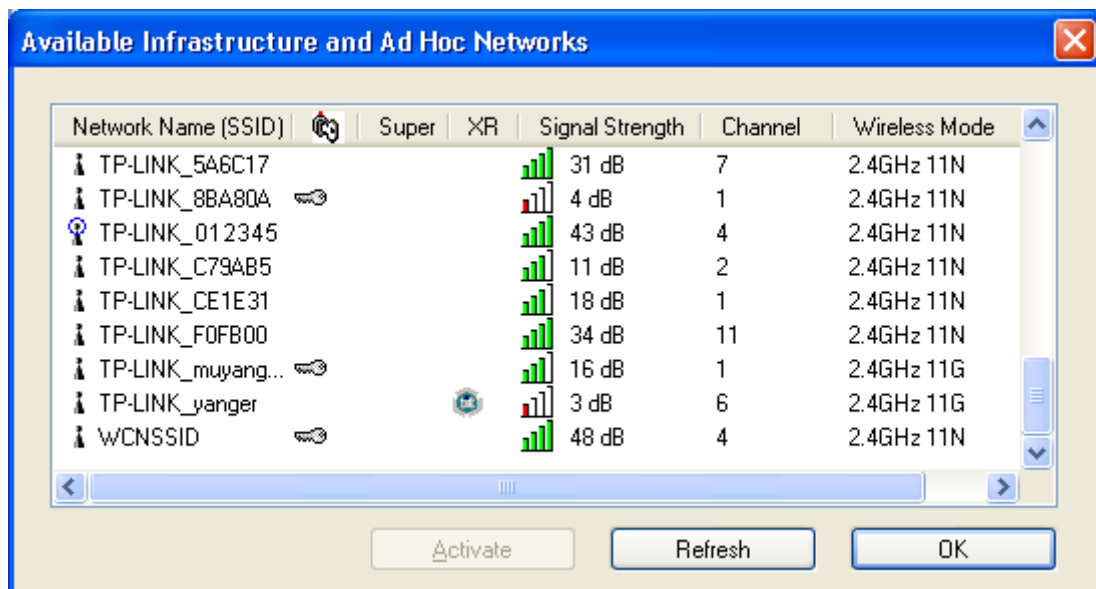 Available Infrastructure and Ad Hoc Networks
Network Name (SSID) Super XR Signal Strength Channel Wireless Mode
TP-LINK_5A6C17 31 dB 7 2.4GHz 11N
TP-LINK_8BA80A 4 dB 1 2.4GHz 11N
TP-LINK_012345 43 dB 4 2.4GHz 11N
TP-LINK_C79AB5 11 dB 2 2.4GHz 11N
TP-LINK_CE1E31 18 dB 1 2.4GHz 11N
TP-LINK_F0FB00 34 dB 11 2.4GHz 11N
TP-LINK_muyang... 16 dB 1 2.4GHz 11G
TP-LINK_yanger 3 dB 6 2.4GHz 11G
WCNSSID 48 dB 4 2.4GHz 11N
Activate Refresh OK